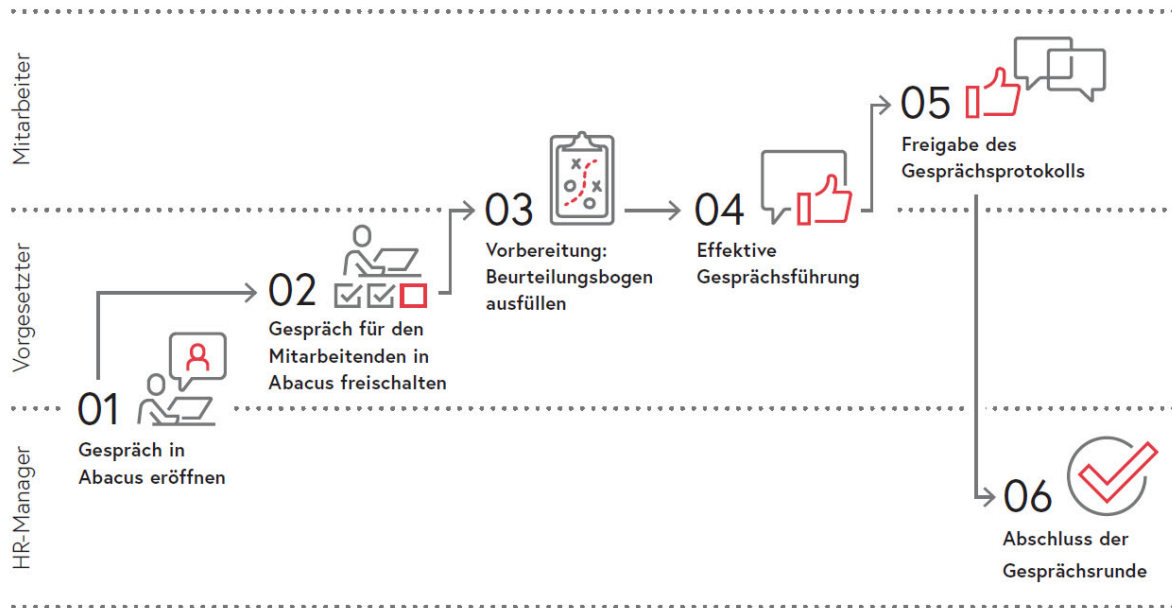 Mitarbeiter
Vorgesetzter
HR-Manager
01
Gespräch in
Abacus eröffnen
02
Gespräch für den
Mitarbeitenden in
Abacus freischalten
03
Vorbereitung:
Beurteilungsbogen
ausfüllen
04
Effektive
Gesprächsführung
05
Freigabe des
Gesprächsprotokolls
06
Abschluss der
Gesprächsrunde